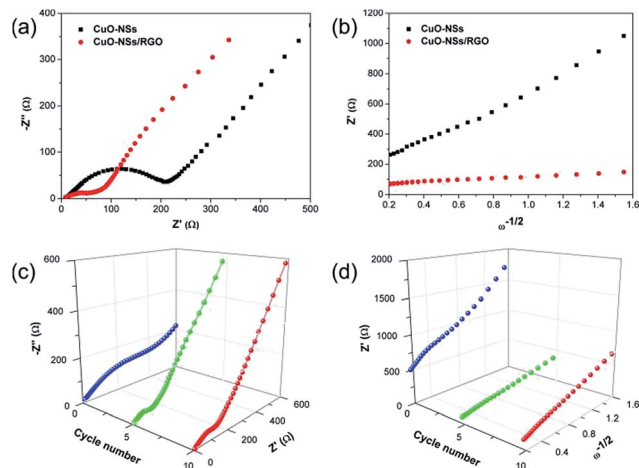 (a)
CuO-NSs
CuO-NSs/RGO
-Z'' (Ω)
400
300
200
100
0
0 100 200 300 400 500
Z' (Ω)
(b)
CuO-NSs
CuO-NSs/RGO
Z' (Ω)
1200
1000
800
600
400
200
0
0.2 0.4 0.6 0.8 1.0 1.2 1.4 1.6
ω-1/2
(c)
-Z'' (Ω)
600
400
200
0
0
5
10
Cycle number
0
200
400
600
Z' (Ω)
(d)
Z' (Ω)
2000
1500
1000
500
0
0
5
10
Cycle number
0.4
0.8
1.2
1.6
ω-1/2